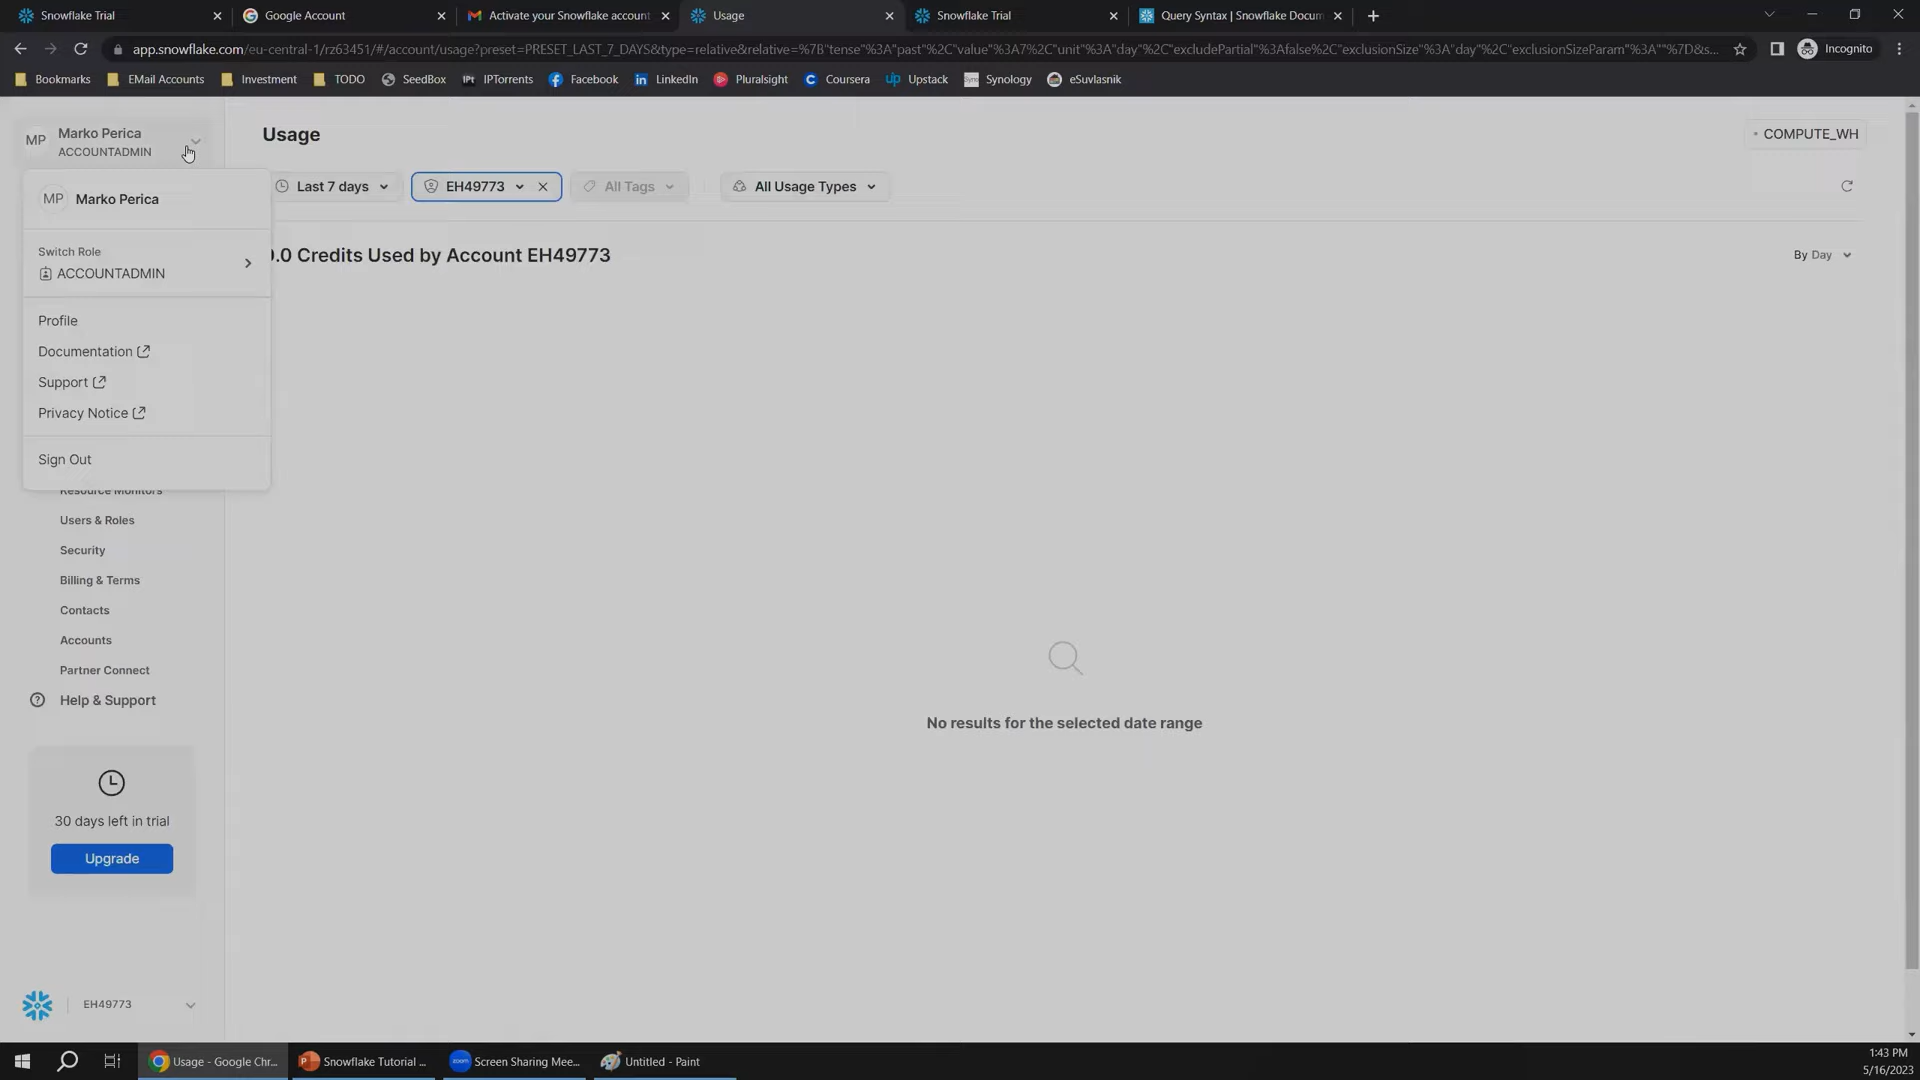 Snowflake Trial
Google Account
Activate your Snowflake account
Usage
Snowflake Trial
Query Syntax | Snowflake Docum
app.snowflake.com/eu-central-1/rz63451/#/account/usage?preset=PRESET_LAST_7_DAYS&type=relative&relative=%7B"tense"%3A"past"%2C"value"%3A7%2C"unit"%3A"day"%2C"excludePartial"%3Afalse%2C"exclusionSize"%3A"day"%2C"exclusionSizeParam"%3A""%7D&s...
Incognito
Bookmarks
EMail Accounts
Investment
TODO
SeedBox
IPTorrents
Facebook
LinkedIn
Pluralsight
Coursera
Upstack
Synology
eSuvlasnik
MP
Marko Perica
ACCOUNTADMIN
Usage
COMPUTE_WH
MP Marko Perica
Last 7 days
EH49773
All Tags
All Usage Types
Switch Role
ACCOUNTADMIN
.0 Credits Used by Account EH49773
By Day
Profile
Documentation
Support
Privacy Notice
Sign Out
Resource Monitors
Users & Roles
Security
Billing & Terms
Contacts
Accounts
Partner Connect
Help & Support
No results for the selected date range
30 days left in trial
Upgrade
EH49773
Usage - Google Chr...
Snowflake Tutorial ...
Screen Sharing Mee...
Untitled - Paint
1:43 PM
5/16/2023